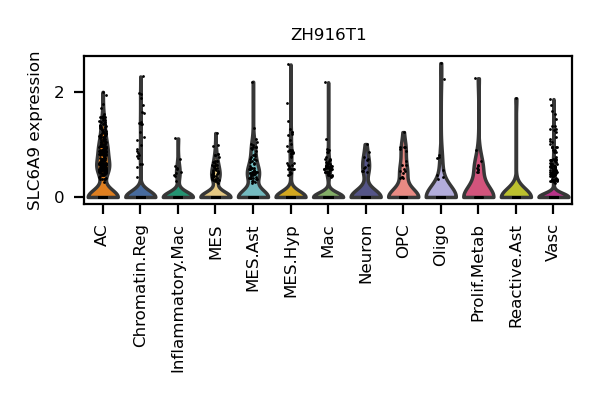 ZH916T1
SLC6A9 expression
2
0
AC
Chromatin.Reg
Inflammatory.Mac
MES
MES.Ast
MES.Hyp
Mac
Neuron
OPC
Oligo
Prolif.Metab
Reactive.Ast
Vasc